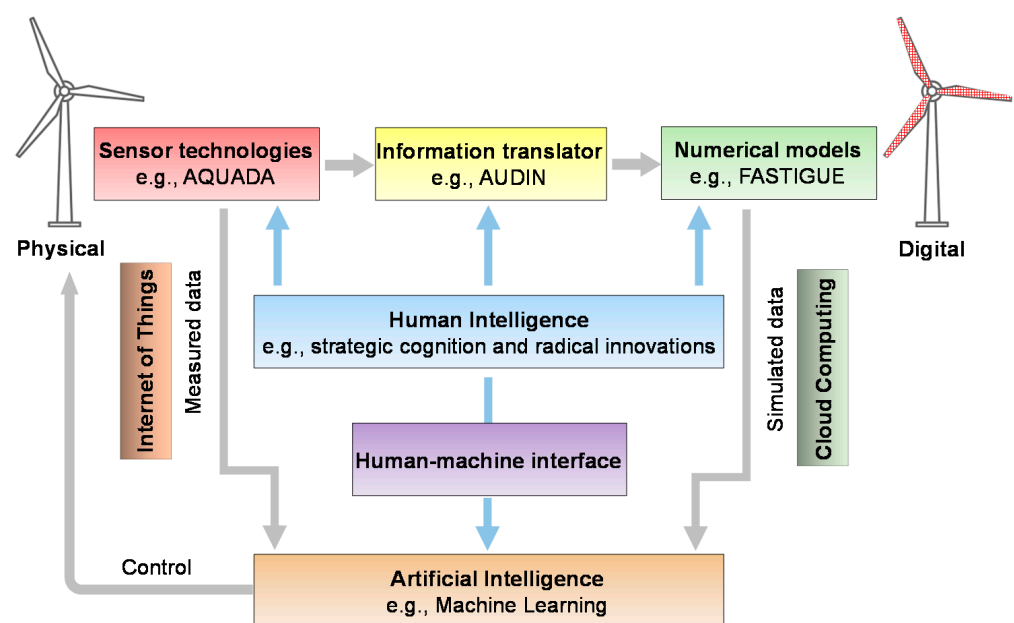 Sensor technologies
e.g., AQUADA
Information translator
e.g., AUDIN
Numerical models
e.g., FASTIGUE
Physical
Digital
Internet of Things
Measured data
Human Intelligence
e.g., strategic cognition and radical innovations
Simulated data
Cloud Computing
Human-machine interface
Control
Artificial Intelligence
e.g., Machine Learning